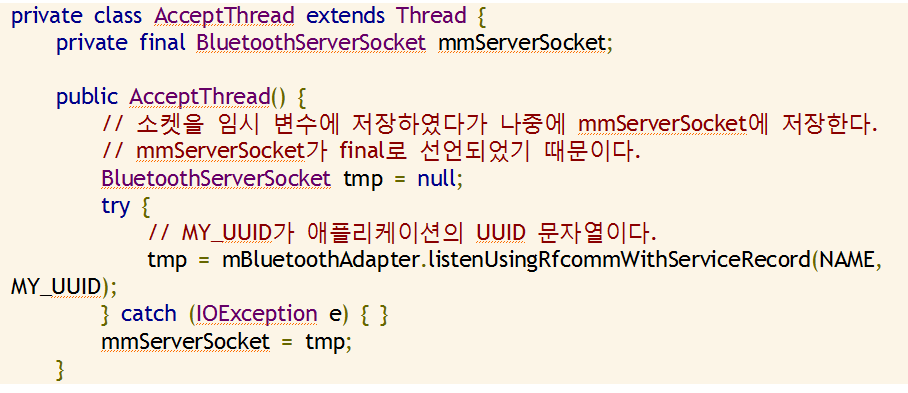 private class AcceptThread extends Thread {
private final BluetoothServerSocket mmServerSocket;
public AcceptThread() {
// 소켓을 임시 변수에 저장하였다가 나중에 mmServerSocket에 저장한다.
// mmServerSocket가 final로 선언되었기 때문이다.
BluetoothServerSocket tmp = null;
try {
// MY_UUID가 애플리케이션의 UUID 문자열이다.
tmp = mBluetoothAdapter.listenUsingRfcommWithServiceRecord(NAME,
MY_UUID);
} catch (IOException e) { }
mmServerSocket = tmp;
}